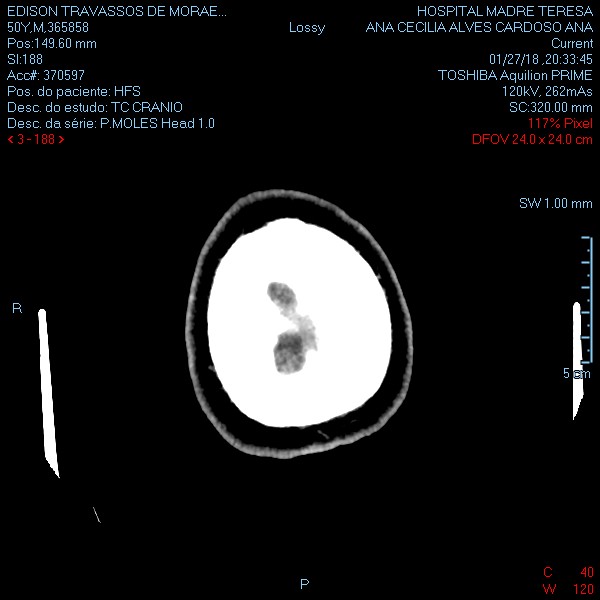 EDISON TRAVASSOS DE MORAE...
50Y,M,365858
Pos:149.60 mm
SI:188
Acc#: 370597
Pos. do paciente: HFS
Desc. do estudo: TC CRANIO
Desc. da série: P.MOLES Head 1.0
< 3 - 188 >
Lossy
HOSPITAL MADRE TERESA
ANA CECILIA ALVES CARDOSO ANA
Current
01/27/18 ,20:33:45
TOSHIBA Aquilion PRIME
120kV, 262mAs
SC:320.00 mm
117% Pixel
DFOV 24.0 x 24.0 cm
SW 1.00 mm
R
5 cm
P
C 40
W 120